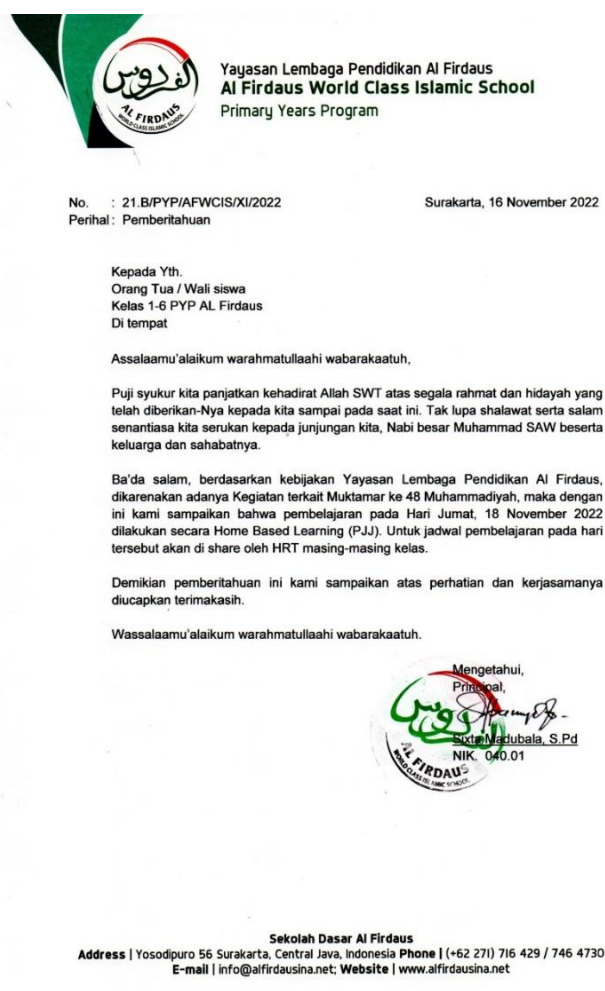 الفردوس
AL FIRDAUS
WORLD CLASS ISLAMIC SCHOOL
Yayasan Lembaga Pendidikan Al Firdaus
Al Firdaus World Class Islamic School
Primary Years Program
No. : 21.B/PYP/AFWCIS/XI/2022 Surakarta, 16 November 2022
Perihal : Pemberitahuan
Kepada Yth.
Orang Tua / Wali siswa
Kelas 1-6 PYP AL Firdaus
Di tempat
Assalaamu'alaikum warahmatullaahi wabarakaatuh,
Puji syukur kita panjatkan kehadirat Allah SWT atas segala rahmat dan hidayah yang
telah diberikan-Nya kepada kita sampai pada saat ini. Tak lupa shalawat serta salam
senantiasa kita serukan kepada junjungan kita, Nabi besar Muhammad SAW beserta
keluarga dan sahabatnya.
Ba'da salam, berdasarkan kebijakan Yayasan Lembaga Pendidikan Al Firdaus,
dikarenakan adanya Kegiatan terkait Muktamar ke 48 Muhammadiyah, maka dengan
ini kami sampaikan bahwa pembelajaran pada Hari Jumat, 18 November 2022
dilakukan secara Home Based Learning (PJJ). Untuk jadwal pembelajaran pada hari
tersebut akan di share oleh HRT masing-masing kelas.
Demikian pemberitahuan ini kami sampaikan atas perhatian dan kerjasamanya
diucapkan terimakasih.
Wassalaamu'alaikum warahmatullaahi wabarakaatuh.
Mengetahui,
Principal,
Sixta Madubala, S.Pd
NIK. 040.01
الفردوس
AL FIRDAUS
WORLD CLASS ISLAMIC SCHOOL
Sekolah Dasar Al Firdaus
Address | Yosodipuro 56 Surakarta, Central Java, Indonesia Phone | (+62 271) 716 429 / 746 4730
E-mail | info@alfirdausina.net; Website | www.alfirdausina.net